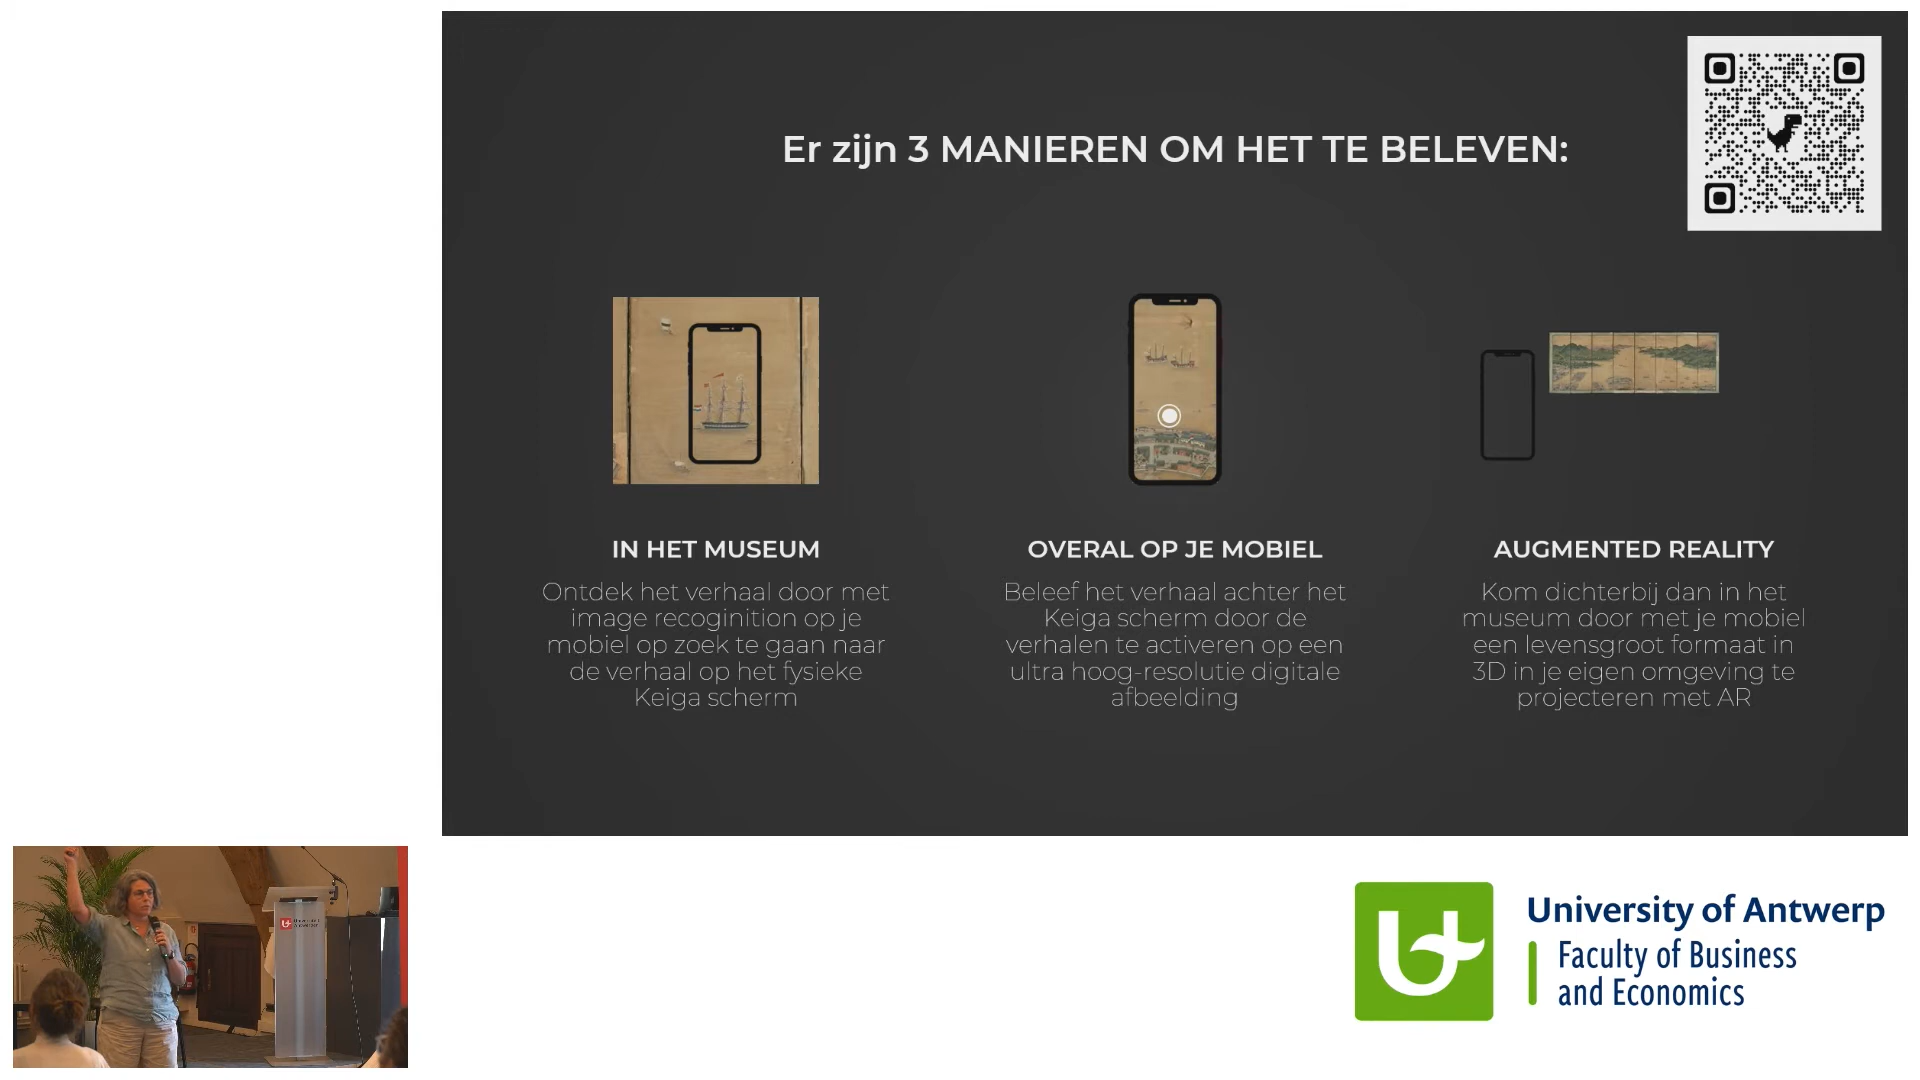 Er zijn 3 MANIEREN OM HET TE BELEVEN:
IN HET MUSEUM
Ontdek het verhaal door met
image recoginition op je
mobiel op zoek te gaan naar
de verhaal op het fysieke
Keiga scherm
OVERAL OP JE MOBIEL
Beleef het verhaal achter het
Keiga scherm door de
verhalen te activeren op een
ultra hoog-resolutie digitale
afbeelding
AUGMENTED REALITY
Kom dichterbij dan in het
museum door met je mobiel
een levensgroot formaat in
3D in je eigen omgeving te
projecteren met AR
University of Antwerp
Faculty of Business
and Economics